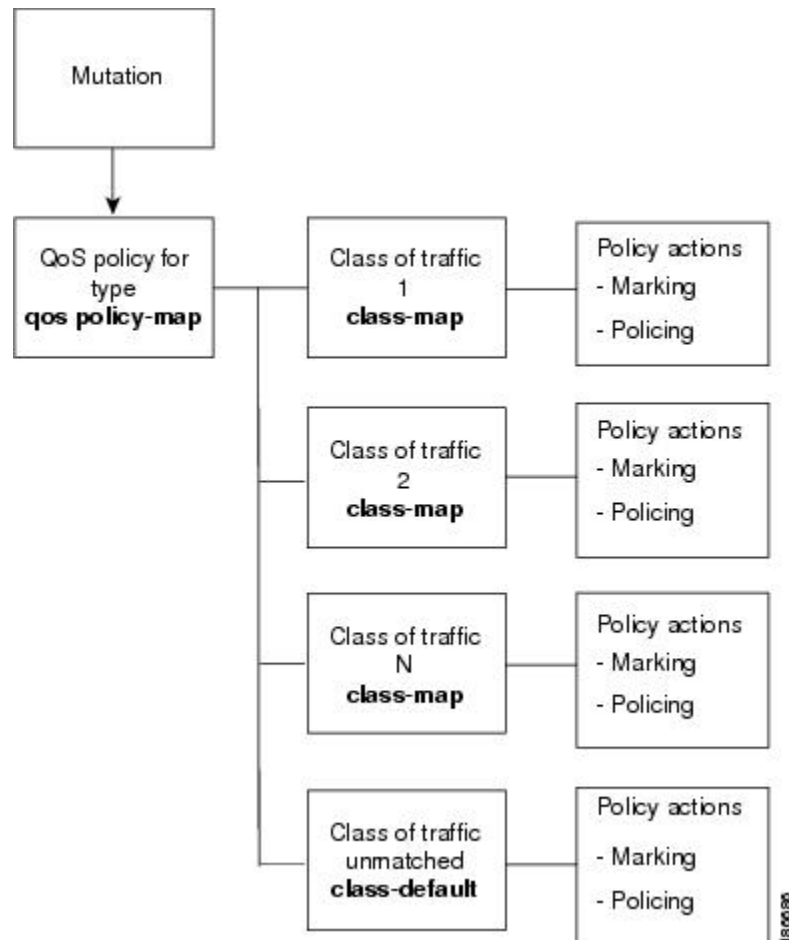 Mutation
QoS policy for
type
qos policy-map
Class of traffic
1
class-map
Policy actions
- Marking
- Policing
Class of traffic
2
class-map
Policy actions
- Marking
- Policing
Class of traffic
N
class-map
Policy actions
- Marking
- Policing
Class of traffic
unmatched
class-default
Policy actions
- Marking
- Policing